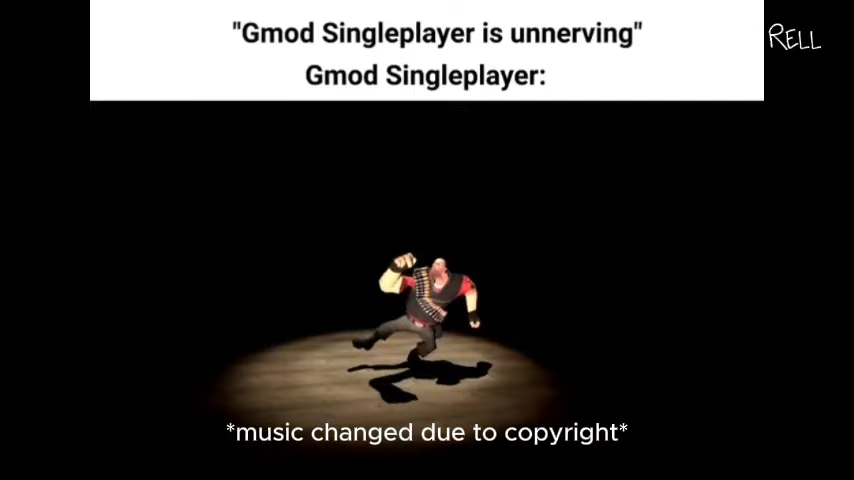 "Gmod Singleplayer is unnerving"
Gmod Singleplayer:
RELL
*music changed due to copyright*